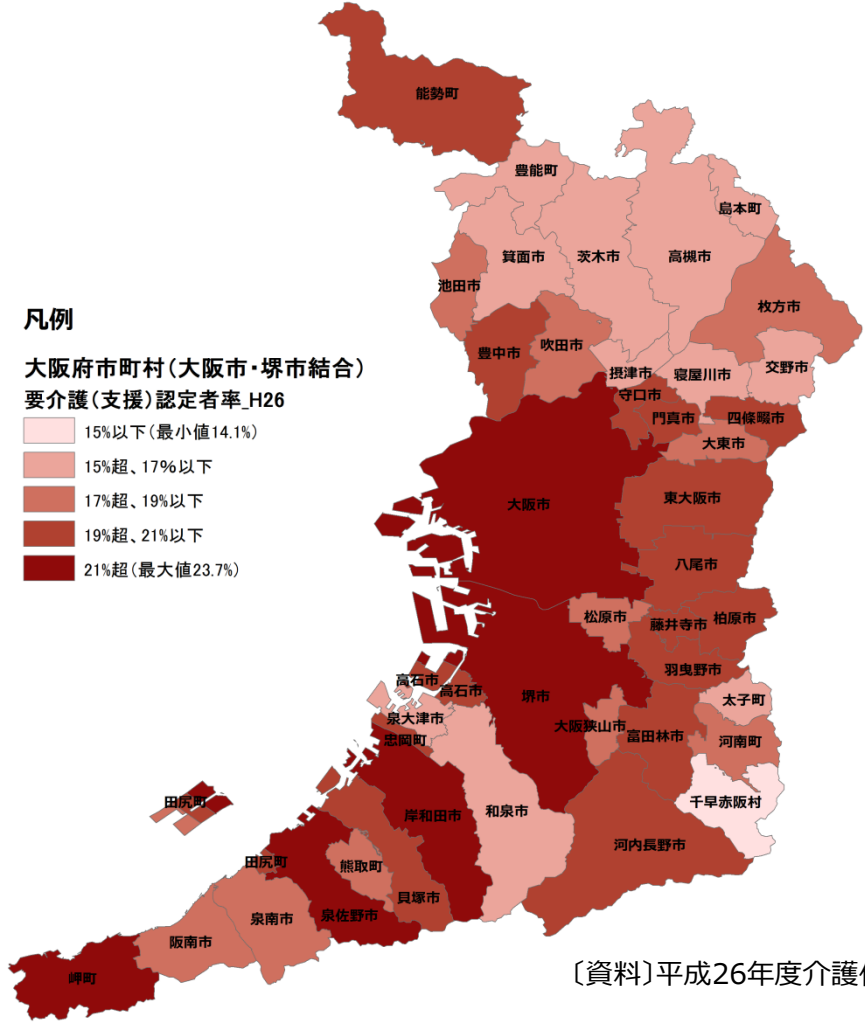 能勢町
豊能町
島本町
箕面市
茨木市
高槻市
池田市
枚方市
凡例
豊中市
吹田市
大阪府市町村(大阪市・堺市結合)
摂津市
寝屋川市
交野市
要介護(支援)認定者率_H26
守口市
門真市
四條畷市
15%以下(最小値14.1%)
大東市
15%超、17%以下
17%超、19%以下
大阪市
東大阪市
19%超、21%以下
八尾市
21%超(最大値23.7%)
松原市
藤井寺市
柏原市
羽曳野市
高石市
高石市
堺市
太子町
泉大津市
大阪狭山市
富田林市
河南町
忠岡町
田尻町
岸和田市
和泉市
千早赤阪村
河内長野市
田尻町
熊取町
貝塚市
泉南市
泉佐野市
阪南市
岬町
〔資料〕平成26年度介護